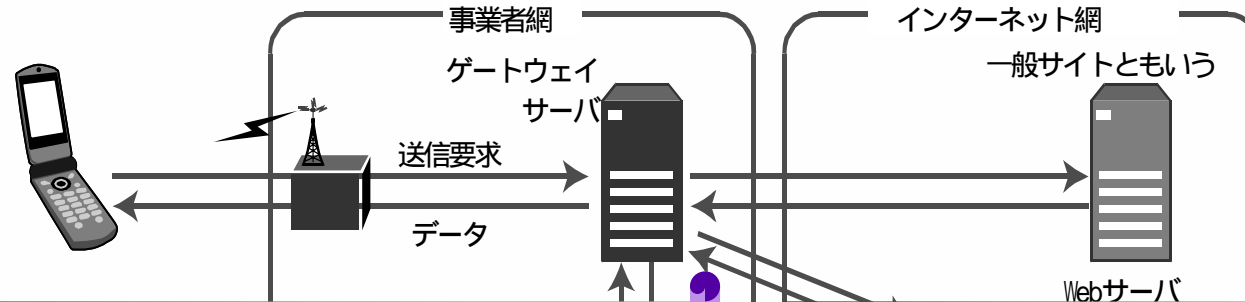 事業者網
インターネット網
ゲートウェイ
サーバ
一般サイトともいう
送信要求
データ
Webサーバ